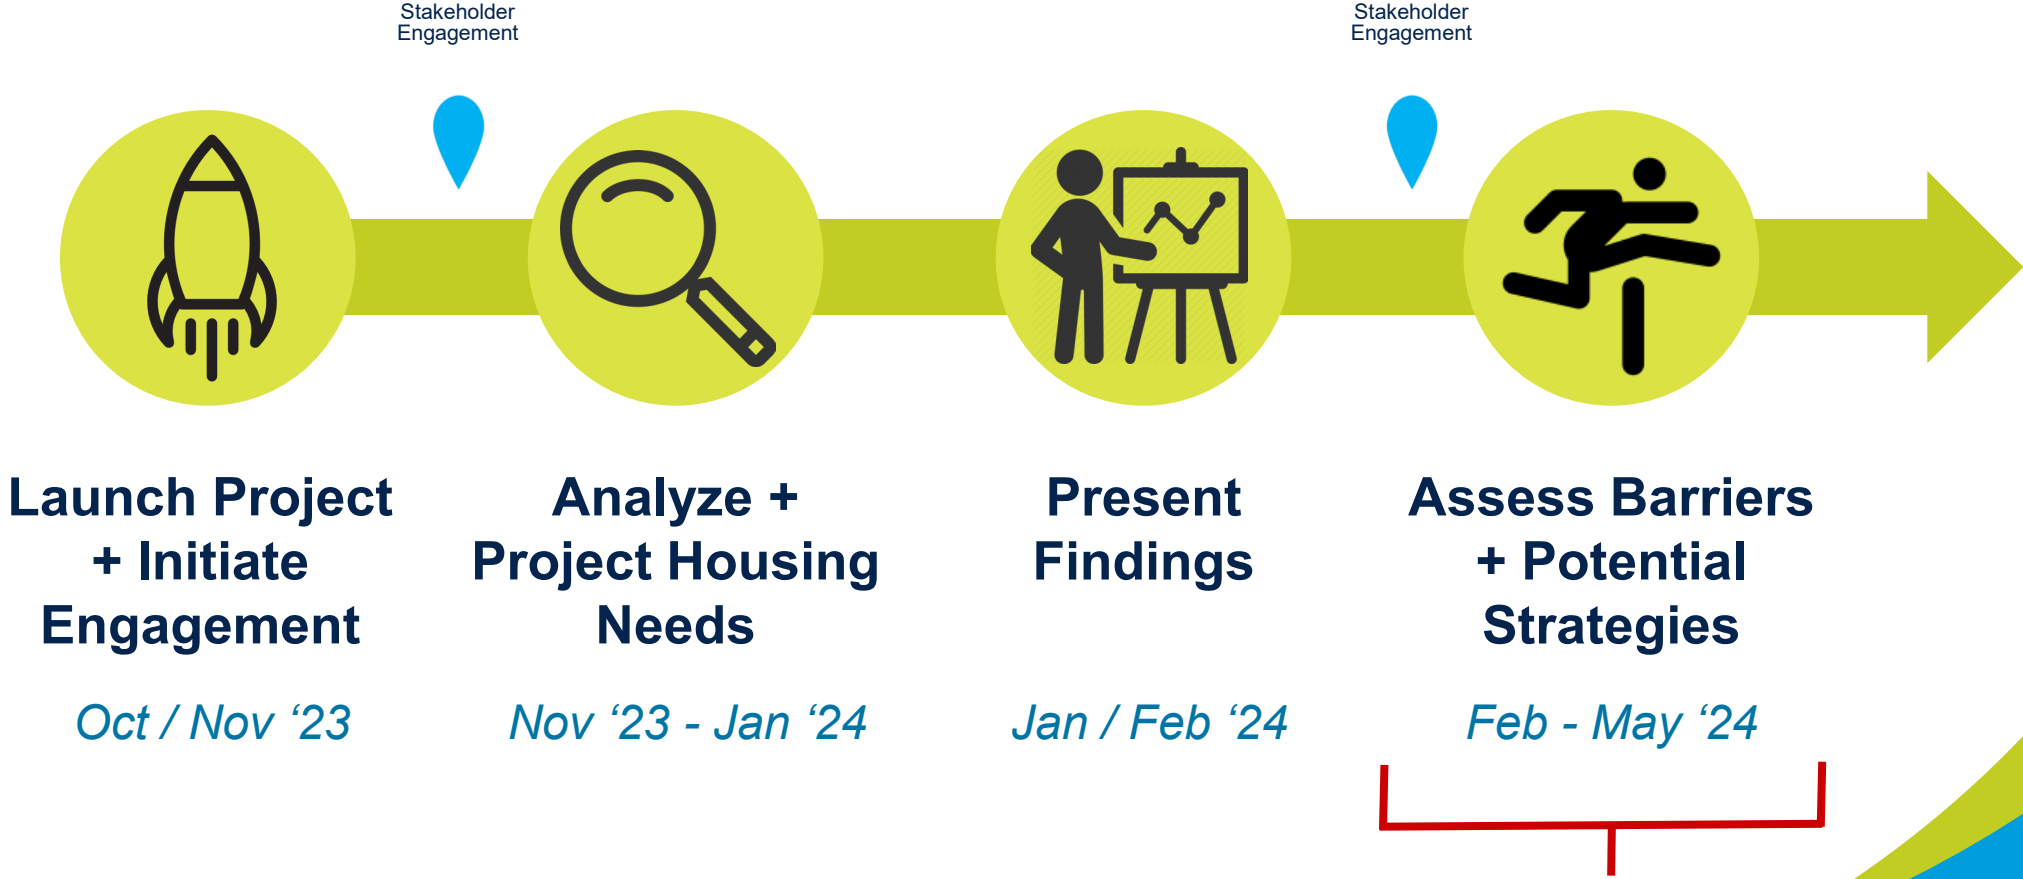 Stakeholder
Engagement
Stakeholder
Engagement
Launch Project
+ Initiate
Engagement
Oct / Nov ‘23
Analyze +
Project Housing
Needs
Nov ‘23 - Jan ‘24
Present
Findings
Jan / Feb ‘24
Assess Barriers
+ Potential
Strategies
Feb - May ‘24